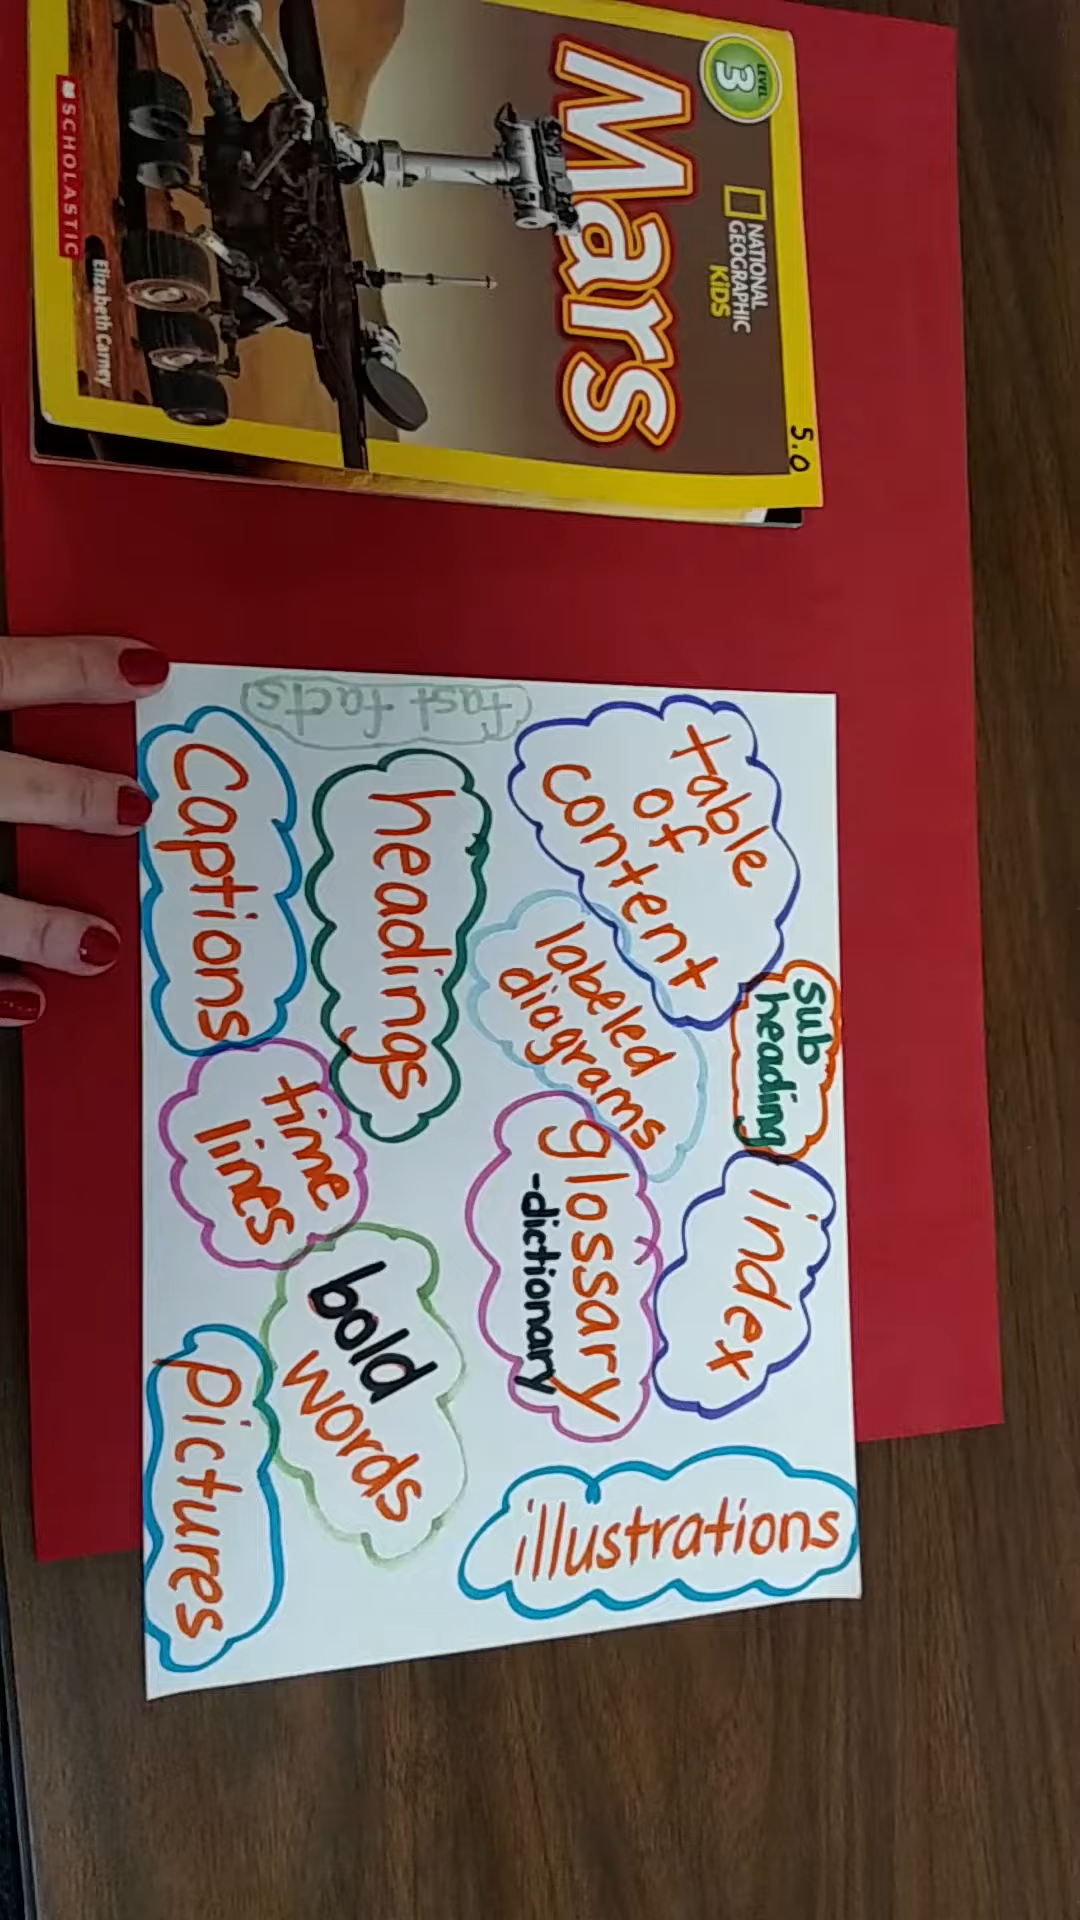 LEVEL
3
NATIONAL
GEOGRAPHIC
KiDS
5.0
Mars
Elizabeth Carney
SCHOLASTIC
table
of
content
sub
heading
index
illustrations
labeled
diagrams
glossary
-dictionary
fast facts
headings
bold
words
time
lines
captions
pictures